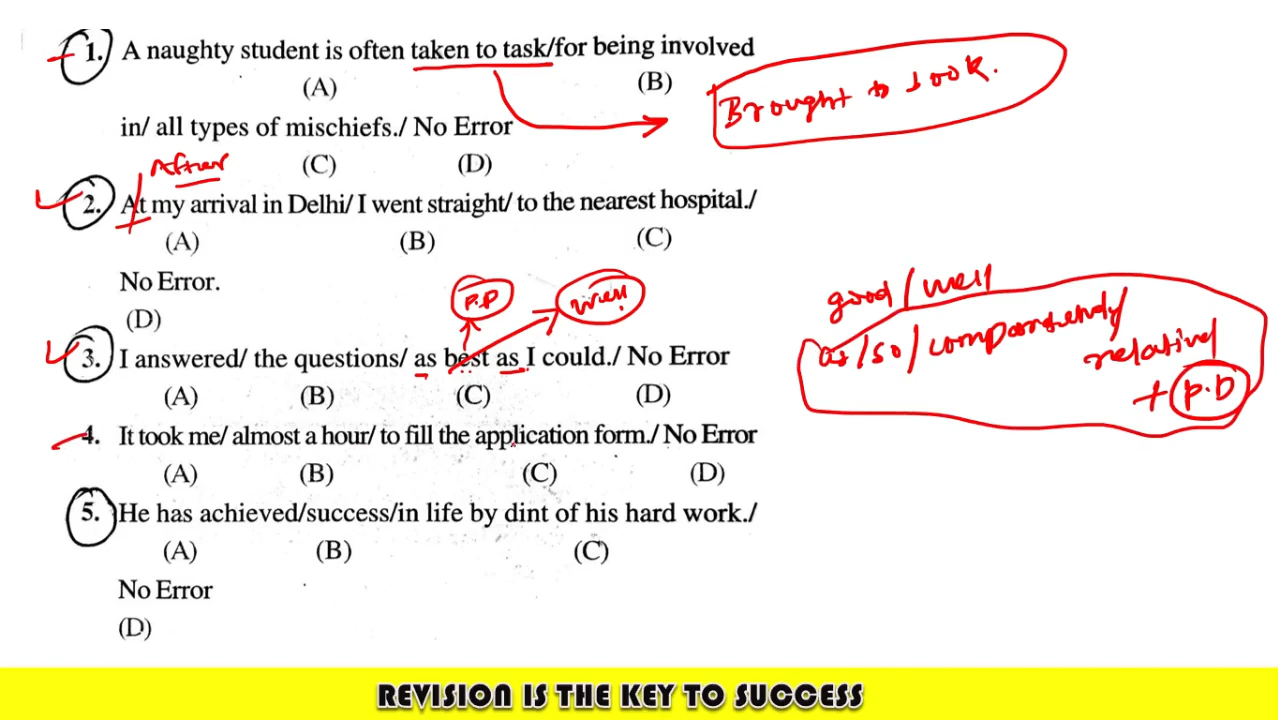 1. A naughty student is often taken to task/for being involved
(A) (B)
Brought to book.
in/ all types of mischiefs./ No Error
(C) (D)
After
2. At my arrival in Delhi/ I went straight/ to the nearest hospital./
(A) (B) (C)
No Error.
(D)
P.P well
good/well
3. I answered/ the questions/ as best as I could./ No Error
(A) (B) (C) (D)
as/so/comparatively
relatively
+ P.D
4. It took me/ almost a hour/ to fill the application form./ No Error
(A) (B) (C) (D)
5. He has achieved/success/in life by dint of his hard work./
(A) (B) (C)
No Error
(D)
REVISION IS THE KEY TO SUCCESS